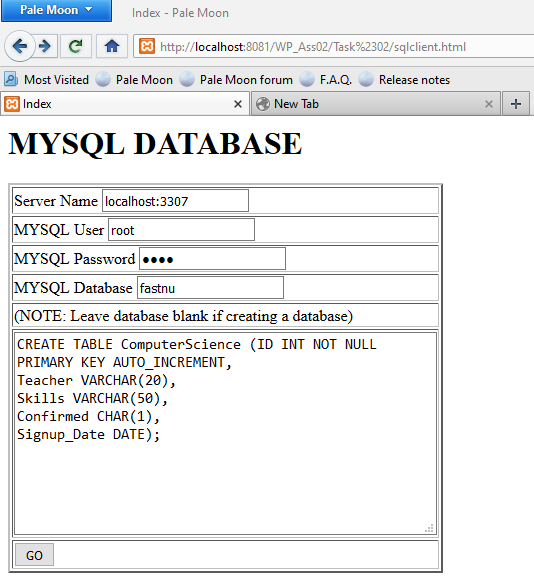 Pale Moon
Index - Pale Moon
http://localhost:8081/WP_Ass02/Task%2302/sqlclient.html
Most Visited Pale Moon Pale Moon forum F.A.Q. Release notes
Index × New Tab × +
MYSQL DATABASE
Server Name localhost:3307
MYSQL User root
MYSQL Password ●●●●
MYSQL Database fastnu
(NOTE: Leave database blank if creating a database)
CREATE TABLE ComputerScience (ID INT NOT NULL
PRIMARY KEY AUTO_INCREMENT,
Teacher VARCHAR(20),
Skills VARCHAR(50),
Confirmed CHAR(1),
Signup_Date DATE);
GO